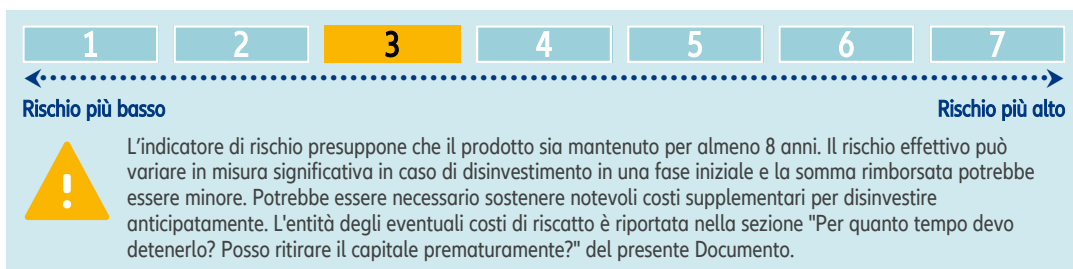 1 2 3 4 5 6 7
Rischio più basso Rischio più alto
L’indicatore di rischio presuppone che il prodotto sia mantenuto per almeno 8 anni. Il rischio effettivo può
variare in misura significativa in caso di disinvestimento in una fase iniziale e la somma rimborsata potrebbe
essere minore. Potrebbe essere necessario sostenere notevoli costi supplementari per disinvestire
anticipatamente. L'entità degli eventuali costi di riscatto è riportata nella sezione "Per quanto tempo devo
detenerlo? Posso ritirare il capitale prematuramente?" del presente Documento.